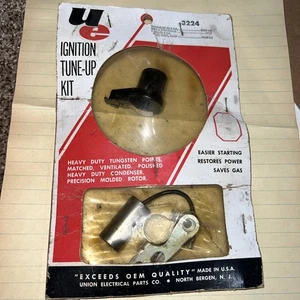 ue
3224
IGNITION
TUNE-UP
KIT
HEAVY DUTY TUNGSTEN POINTS,
MATCHED, VENTILATED, POLISHED
HEAVY DUTY CONDENSER,
PRECISION MOLDED ROTOR.
EASIER STARTING
RESTORES POWER
SAVES GAS
"EXCEEDS OEM QUALITY" MADE IN U.S.A.
UNION ELECTRICAL PARTS CO. • NORTH BERGEN, N. J.